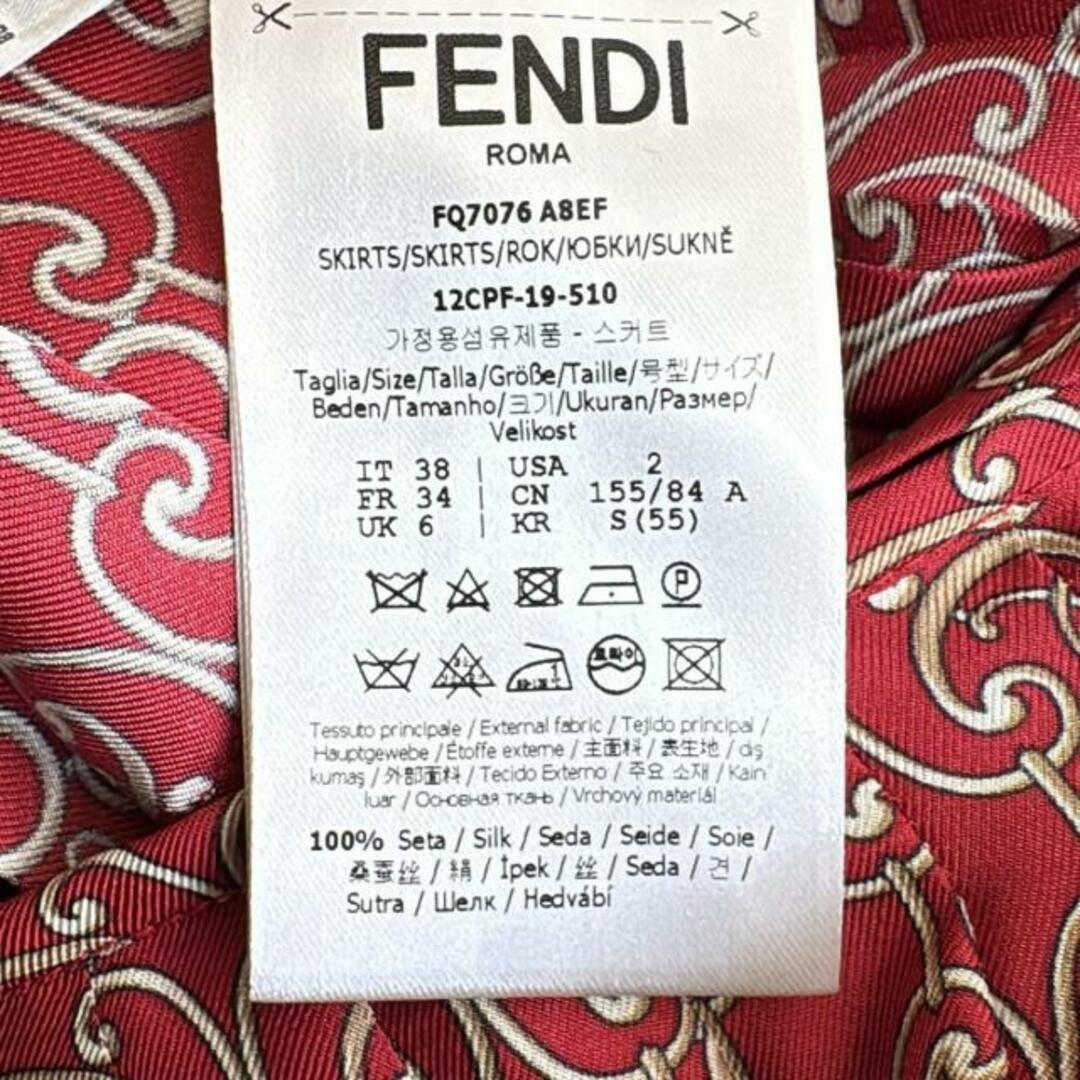 FENDI
ROMA
FQ7076 A8EF
SKIRTS/SKIRTS/ROK/ЮБКИ/SUKNĚ
12CPF-19-510
가정용섬유제품 - 스커트
Taglia/Size/Talla/Größe/Taille/号型/サイズ/
Beden/Tamanho/크기/Ukuran/Размер/
Velikost
IT 38 | USA 2
FR 34 | CN 155/84 A
UK 6 | KR S(55)
P
드라이
Tessuto principale / External fabric / Tejido principal /
Hauptgewebe / Étoffe externe / 主面料 / 表生地 / dış
kumaş / 外部面料 / Tecido Externo / 주요 소재 / Kain
luar / Основная ткань / Vrchový materiál
100% Seta / Silk / Seda / Seide / Soie /
桑蚕丝 / 絹 / İpek / 丝 / Seda / 견 /
Sutra / Шелк / Hedvábí